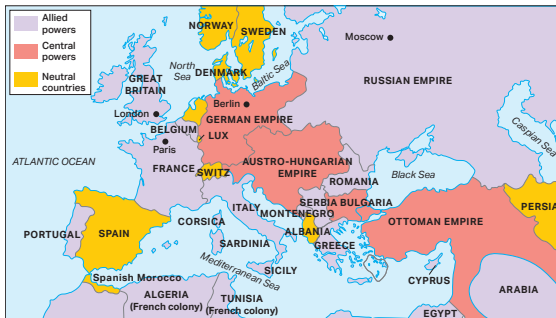 Allied
powers
Central
powers
Neutral
countries
NORWAY
SWEDEN
Moscow
North
Sea
DENMARK
Baltic Sea
RUSSIAN EMPIRE
GREAT
BRITAIN
Berlin
London
GERMAN EMPIRE
BELGIUM
LUX
Paris
Caspian Sea
ATLANTIC OCEAN
FRANCE
SWITZ
AUSTRO-HUNGARIAN
EMPIRE
ROMANIA
Black Sea
SERBIA
BULGARIA
PERSIA
ITALY
MONTENEGRO
CORSICA
OTTOMAN EMPIRE
PORTUGAL
SPAIN
ALBANIA
SARDINIA
GREECE
Mediterranean Sea
SICILY
Spanish Morocco
CYPRUS
ARABIA
ALGERIA
(French colony)
TUNISIA
(French colony)
EGYPT